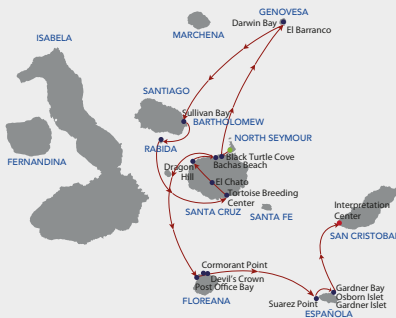 GENOVESA
Darwin Bay
El Barranco
MARCHENA
ISABELA
SANTIAGO
Sullivan Bay
BARTHOLOMEW
NORTH SEYMOUR
RABIDA
FERNANDINA
Black Turtle Cove
Bachas Beach
Dragon
Hill
El Chato
Tortoise Breeding
Center
SANTA CRUZ
SANTA FE
Interpretation
Center
SAN CRISTOBAL
Cormorant Point
Devil's Crown
Post Office Bay
FLOREANA
Gardner Bay
Osborn Islet
Gardner Islet
Suarez Point
ESPAÑOLA